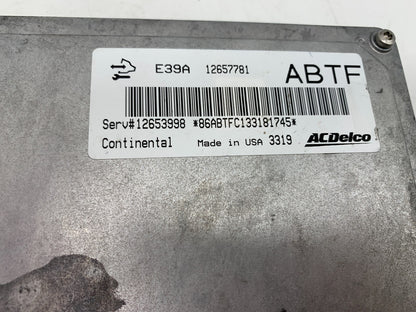 E39A 12657781 ABTF
Serv#12653998 *86ABTFC133181745*
Continental Made in USA 3319 ACDelco